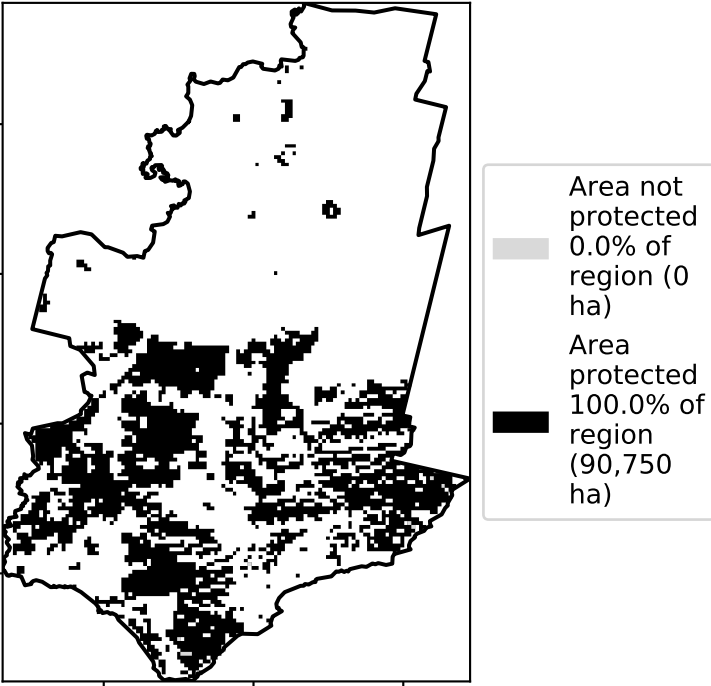 Area not
protected
0.0% of
region (0
ha)
Area
protected
100.0% of
region
(90,750
ha)